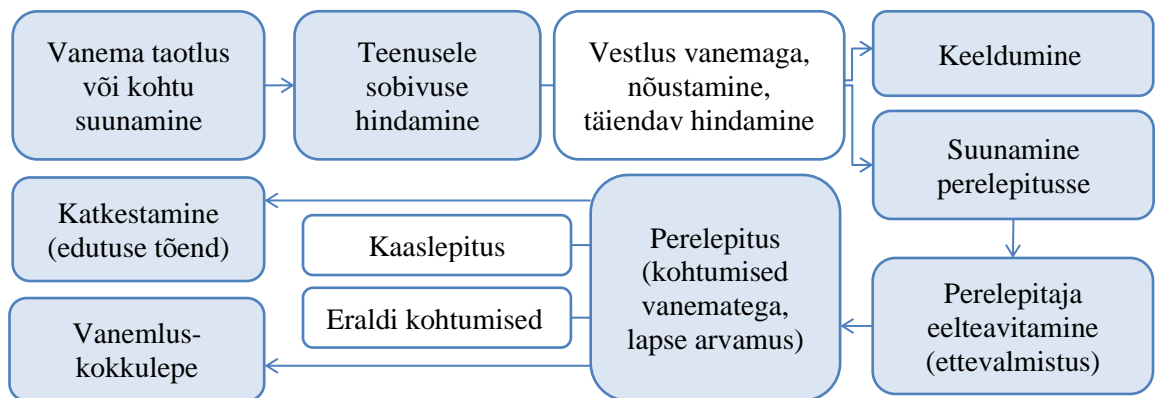 Vanema taotlus
või kohtu
suunamine
Teenusele
sobivuse
hindamine
Vestlus vanemaga,
nõustamine,
täiendav hindamine
Keeldumine
Suunamine
perelepitusse
Katkestamine
(edutuse tõend)
Kaaslepitus
Eraldi kohtumised
Perelepitus
(kohtumised
vanematega,
lapse arvamus)
Perelepitaja
eelteavitamine
(ettevalmistus)
Vanemlus-
kokkulepe